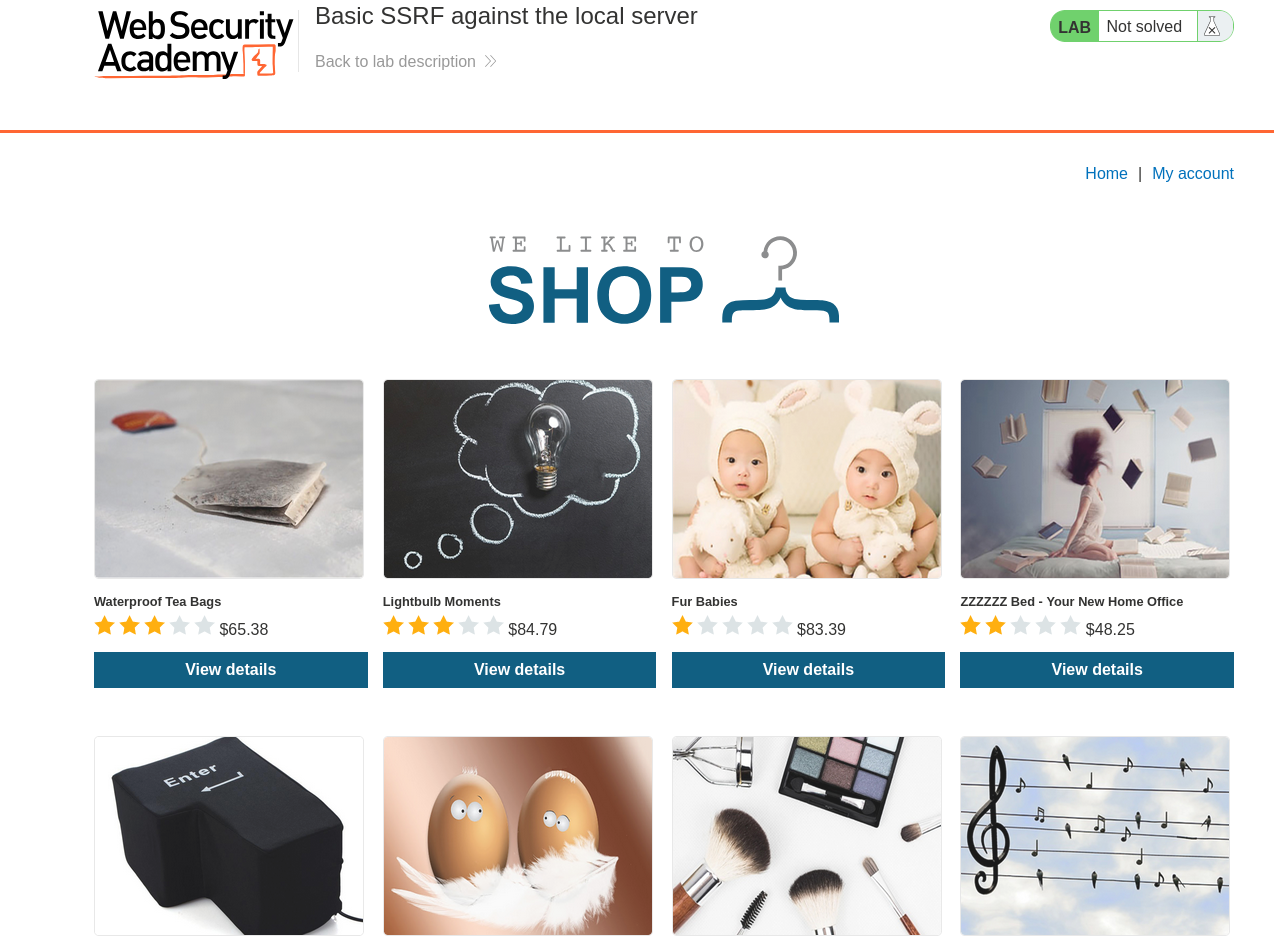 Web Security
Academy
Basic SSRF against the local server
Back to lab description
LAB Not solved
Home | My account
WE LIKE TO
SHOP
Waterproof Tea Bags
$65.38
View details
Lightbulb Moments
$84.79
View details
Fur Babies
$83.39
View details
ZZZZZZ Bed - Your New Home Office
$48.25
View details
Enter